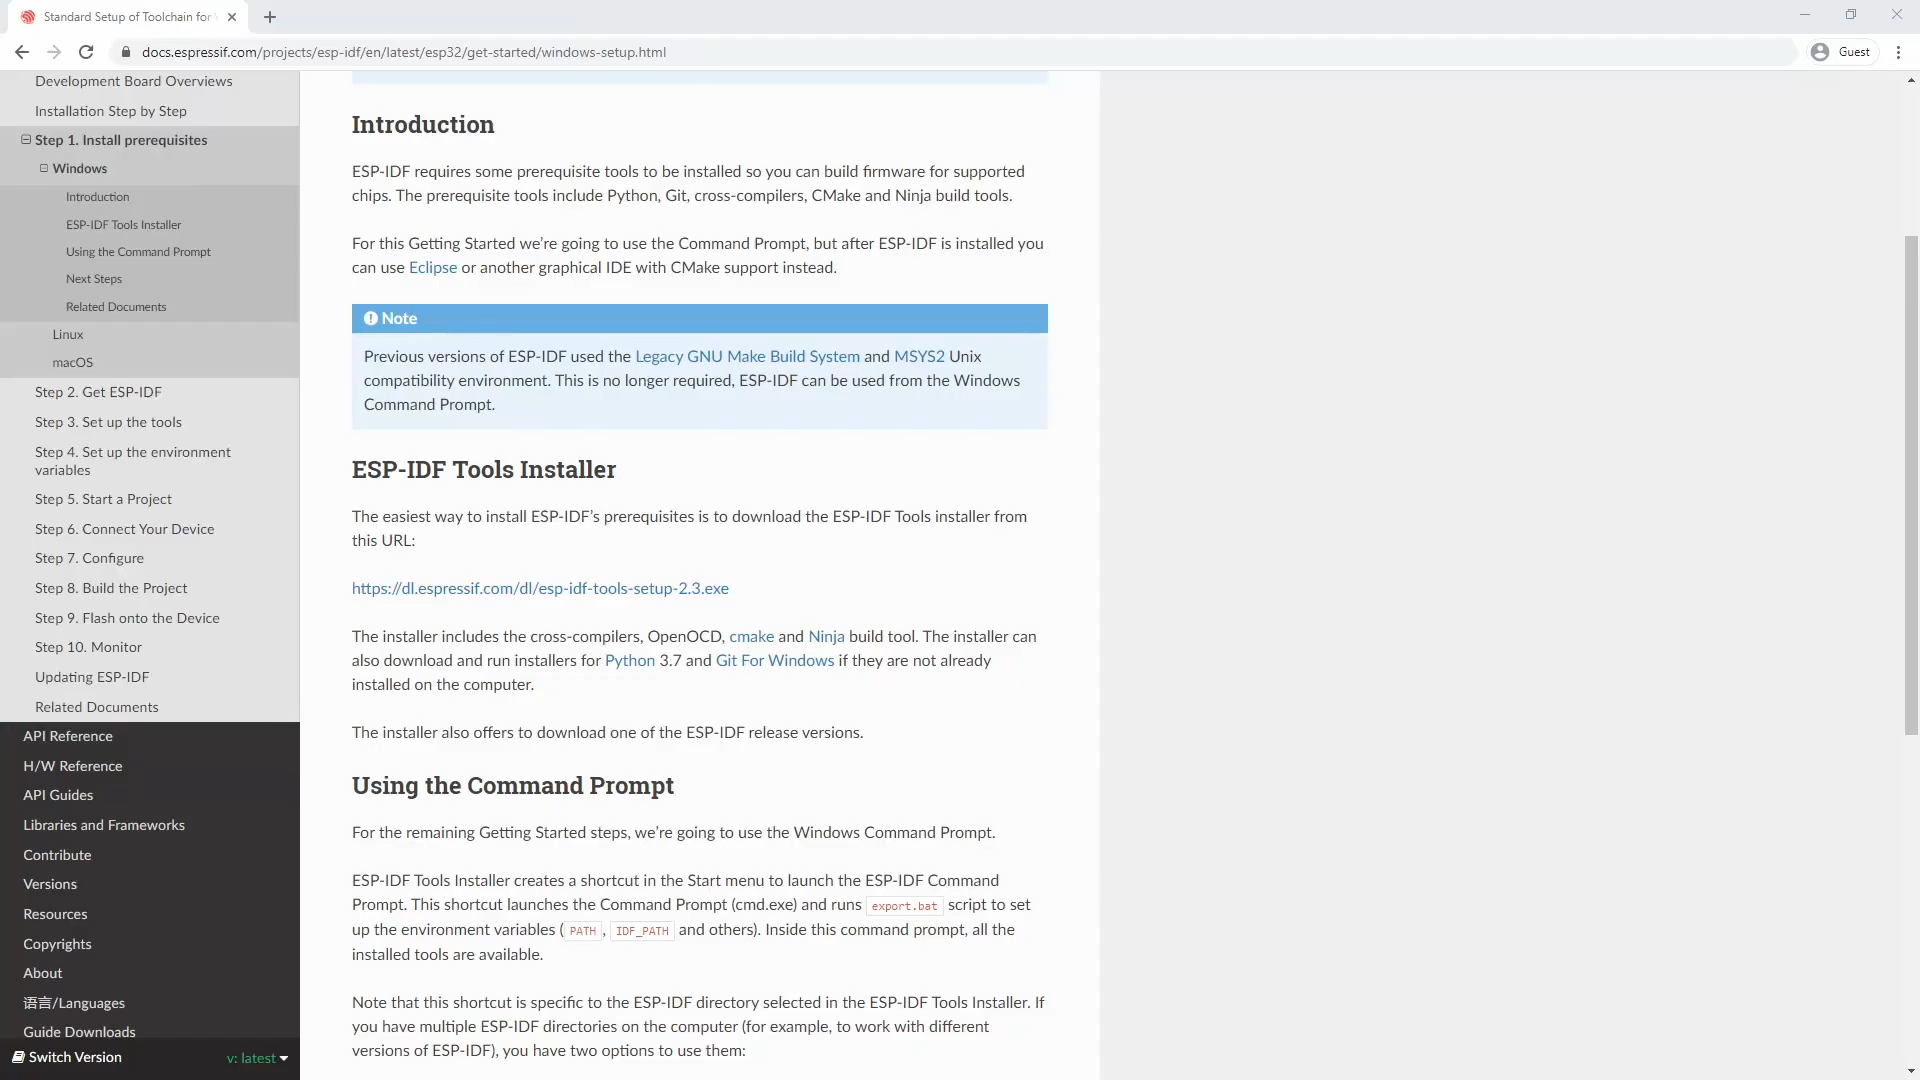 Standard Setup of Toolchain for
docs.espressif.com/projects/esp-idf/en/latest/esp32/get-started/windows-setup.html
Guest
Development Board Overviews
Installation Step by Step
Step 1. Install prerequisites
Windows
Introduction
ESP-IDF Tools Installer
Using the Command Prompt
Next Steps
Related Documents
Linux
macOS
Step 2. Get ESP-IDF
Step 3. Set up the tools
Step 4. Set up the environment
variables
Step 5. Start a Project
Step 6. Connect Your Device
Step 7. Configure
Step 8. Build the Project
Step 9. Flash onto the Device
Step 10. Monitor
Updating ESP-IDF
Related Documents
API Reference
H/W Reference
API Guides
Libraries and Frameworks
Contribute
Versions
Resources
Copyrights
About
语言/Languages
Guide Downloads
Switch Version
v: latest
Introduction
ESP-IDF requires some prerequisite tools to be installed so you can build firmware for supported
chips. The prerequisite tools include Python, Git, cross-compilers, CMake and Ninja build tools.
For this Getting Started we're going to use the Command Prompt, but after ESP-IDF is installed you
can use Eclipse or another graphical IDE with CMake support instead.
Note
Previous versions of ESP-IDF used the Legacy GNU Make Build System and MSYS2 Unix
compatibility environment. This is no longer required, ESP-IDF can be used from the Windows
Command Prompt.
ESP-IDF Tools Installer
The easiest way to install ESP-IDF's prerequisites is to download the ESP-IDF Tools installer from
this URL:
https://dl.espressif.com/dl/esp-idf-tools-setup-2.3.exe
The installer includes the cross-compilers, OpenOCD, cmake and Ninja build tool. The installer can
also download and run installers for Python 3.7 and Git For Windows if they are not already
installed on the computer.
The installer also offers to download one of the ESP-IDF release versions.
Using the Command Prompt
For the remaining Getting Started steps, we're going to use the Windows Command Prompt.
ESP-IDF Tools Installer creates a shortcut in the Start menu to launch the ESP-IDF Command
Prompt. This shortcut launches the Command Prompt (cmd.exe) and runs export.bat script to set
up the environment variables (PATH, IDF_PATH and others). Inside this command prompt, all the
installed tools are available.
Note that this shortcut is specific to the ESP-IDF directory selected in the ESP-IDF Tools Installer. If
you have multiple ESP-IDF directories on the computer (for example, to work with different
versions of ESP-IDF), you have two options to use them: